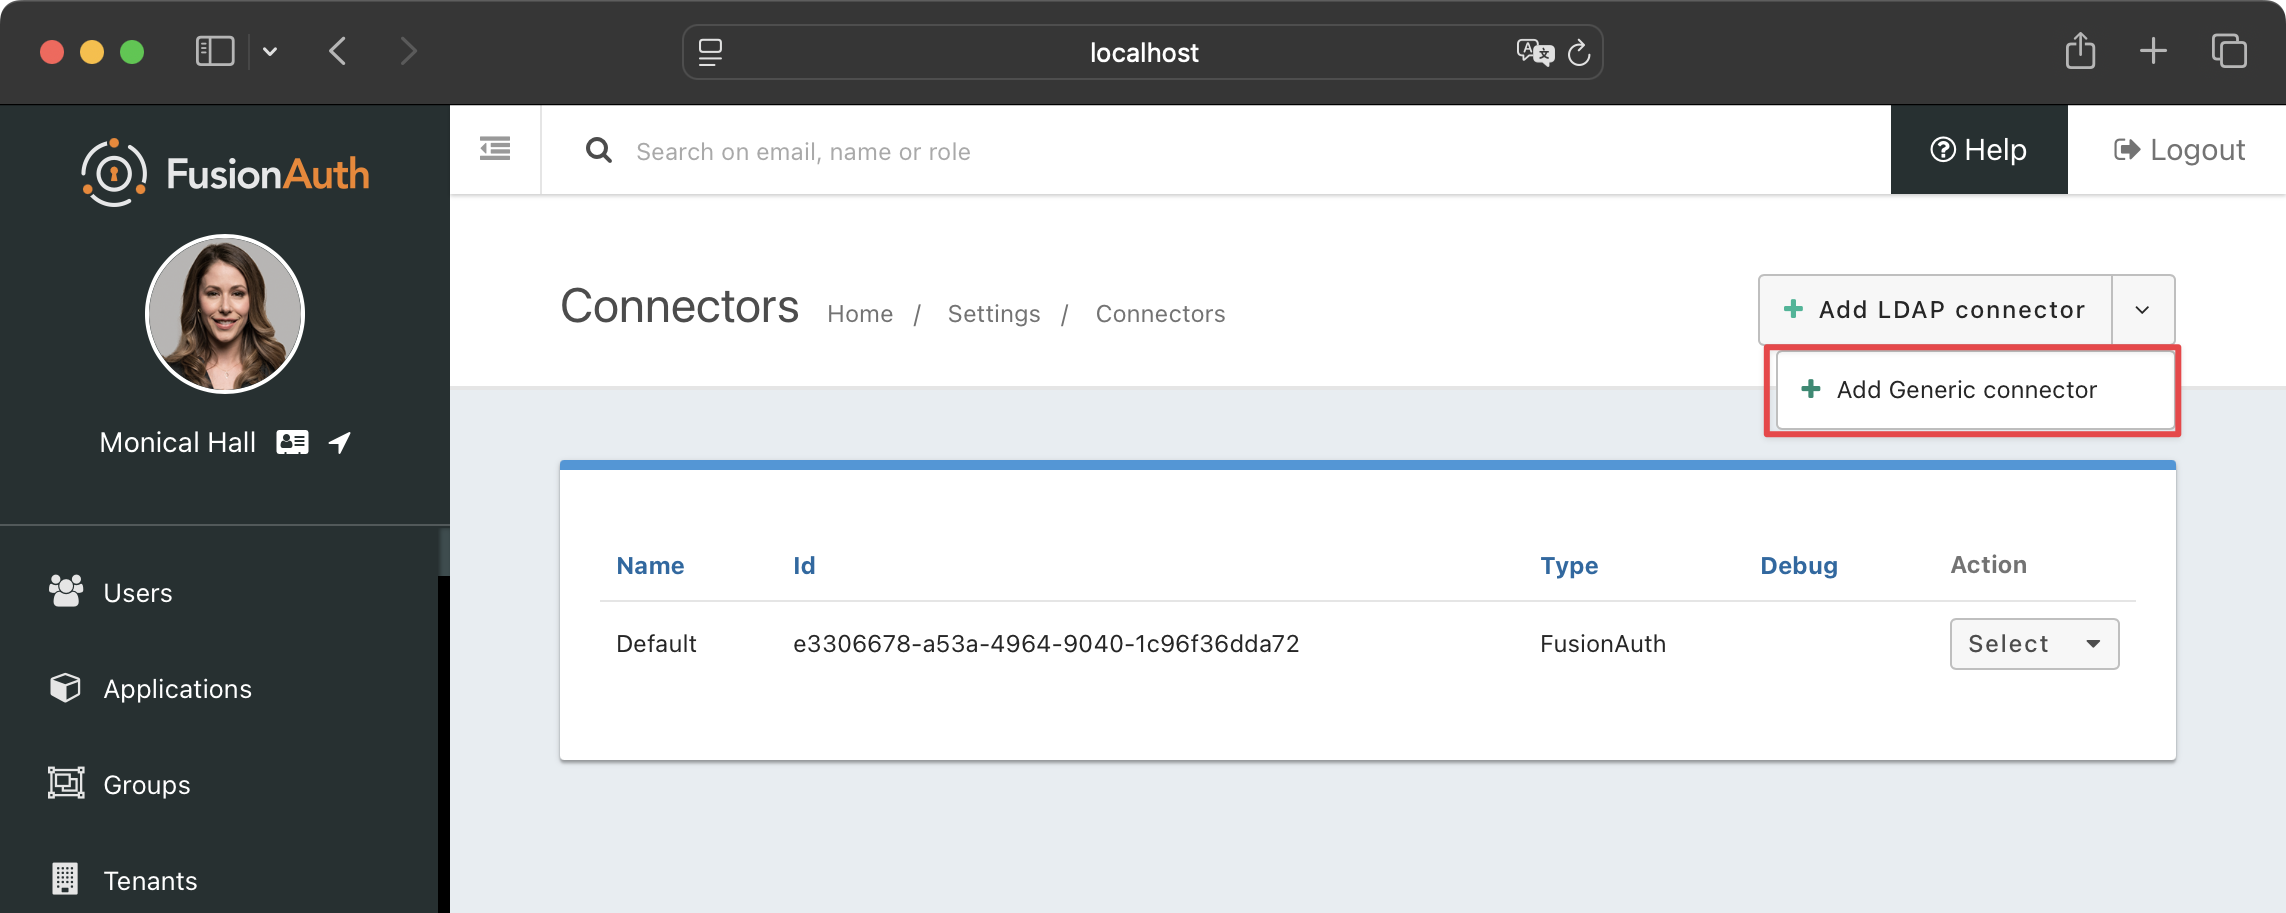 localhost
FusionAuth
Search on email, name or role
Help
Logout
Monical Hall
Connectors
Home / Settings / Connectors
Add LDAP connector
Add Generic connector
Name Id Type Debug Action
Default e3306678-a53a-4964-9040-1c96f36dda72 FusionAuth Select
Users
Applications
Groups
Tenants